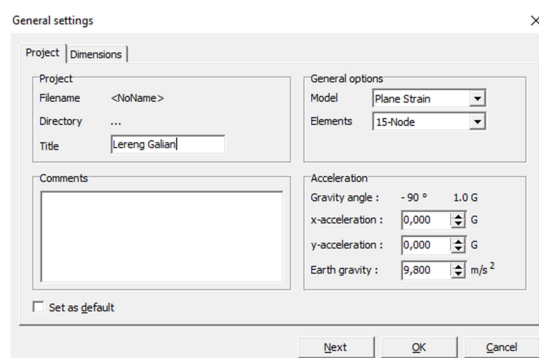 General settings
Project
Dimensions
Project
Filename <NoName>
Directory ...
Title Lereng Galian
General options
Model Plane Strain
Elements 15-Node
Comments
Acceleration
Gravity angle : - 90 ° 1.0 G
x-acceleration : 0,000 G
y-acceleration : 0,000 G
Earth gravity : 9,800 m/s 2
Set as default
Next OK Cancel